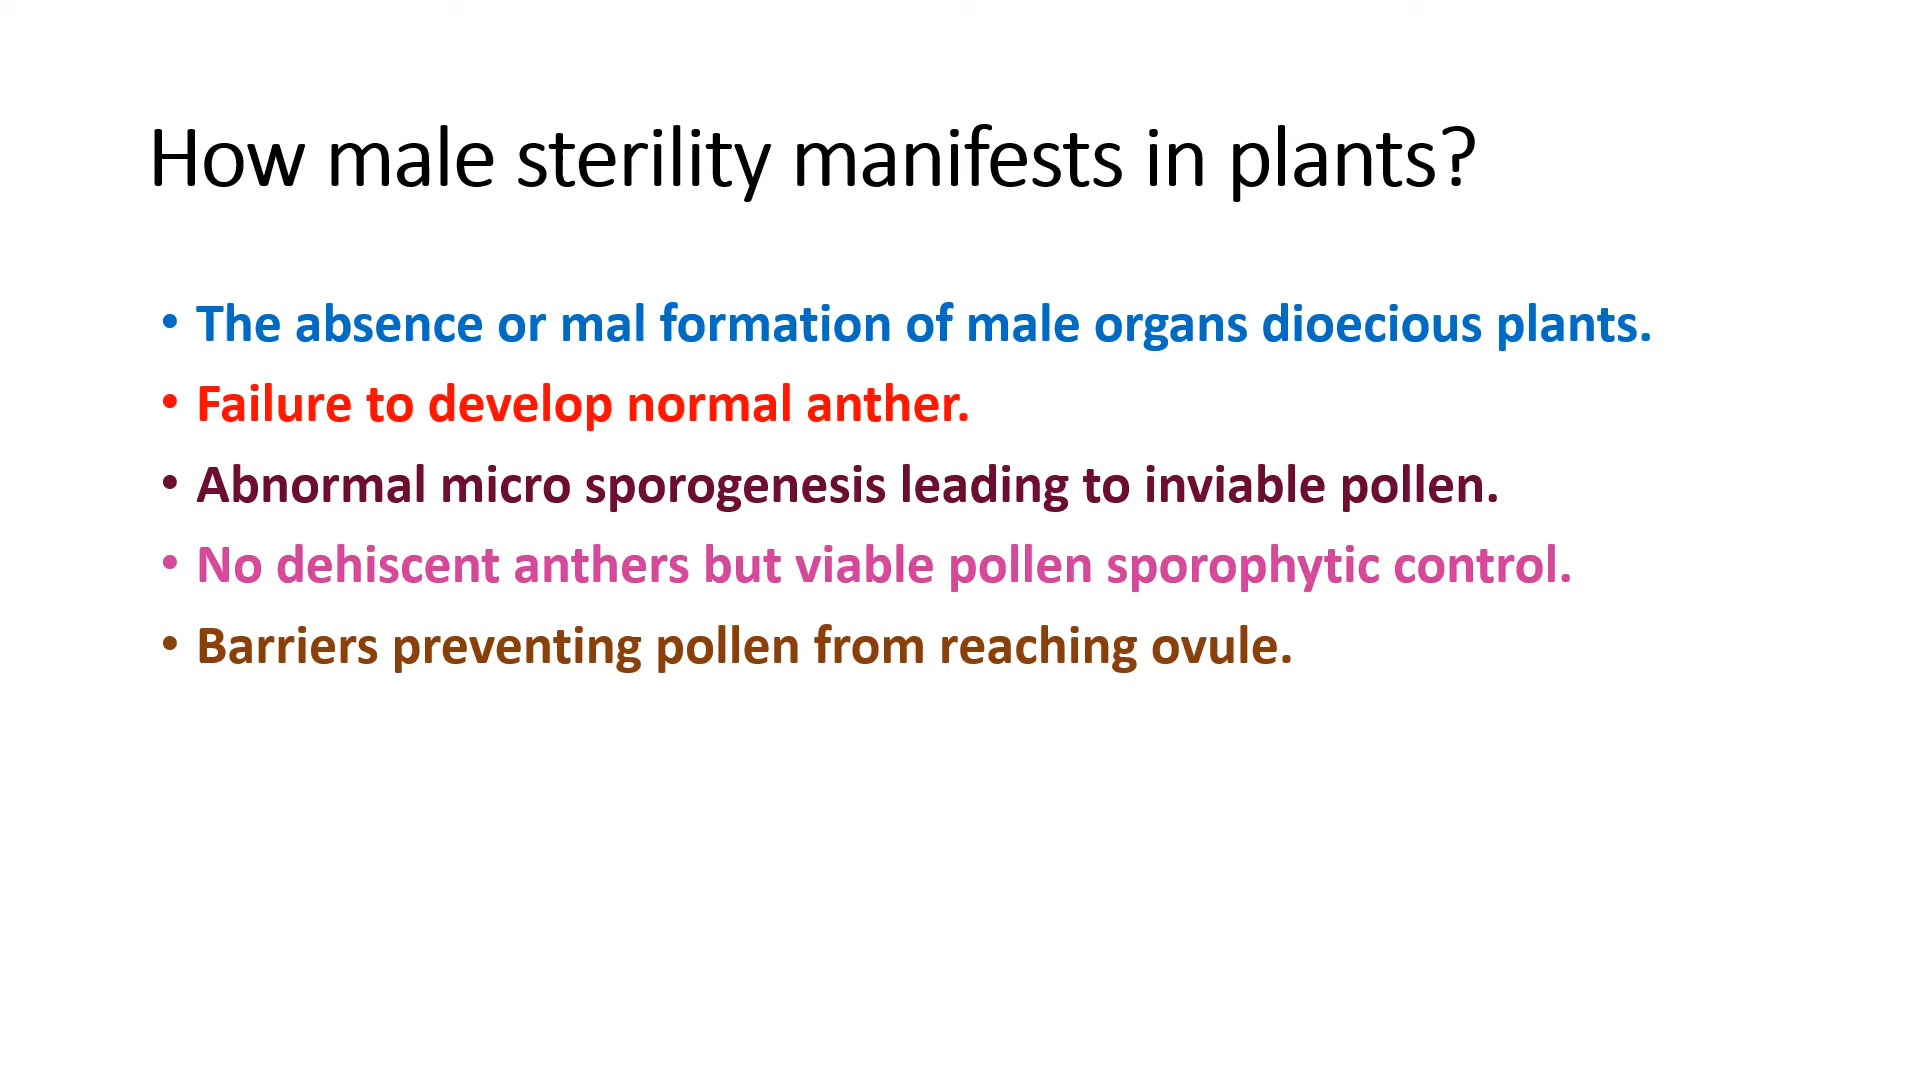 How male sterility manifests in plants?
• The absence or mal formation of male organs dioecious plants.
• Failure to develop normal anther.
• Abnormal micro sporogenesis leading to inviable pollen.
• No dehiscent anthers but viable pollen sporophytic control.
• Barriers preventing pollen from reaching ovule.